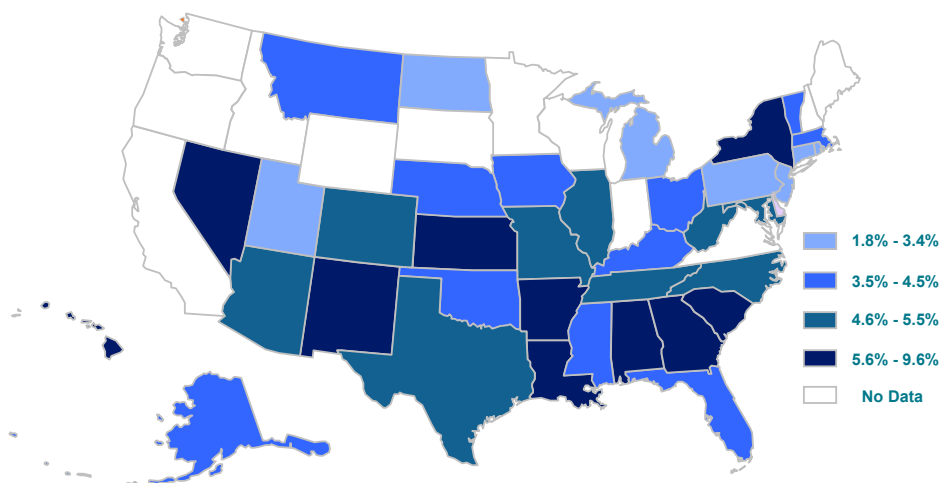 1.8% - 3.4%
3.5% - 4.5%
4.6% - 5.5%
5.6% - 9.6%
No Data